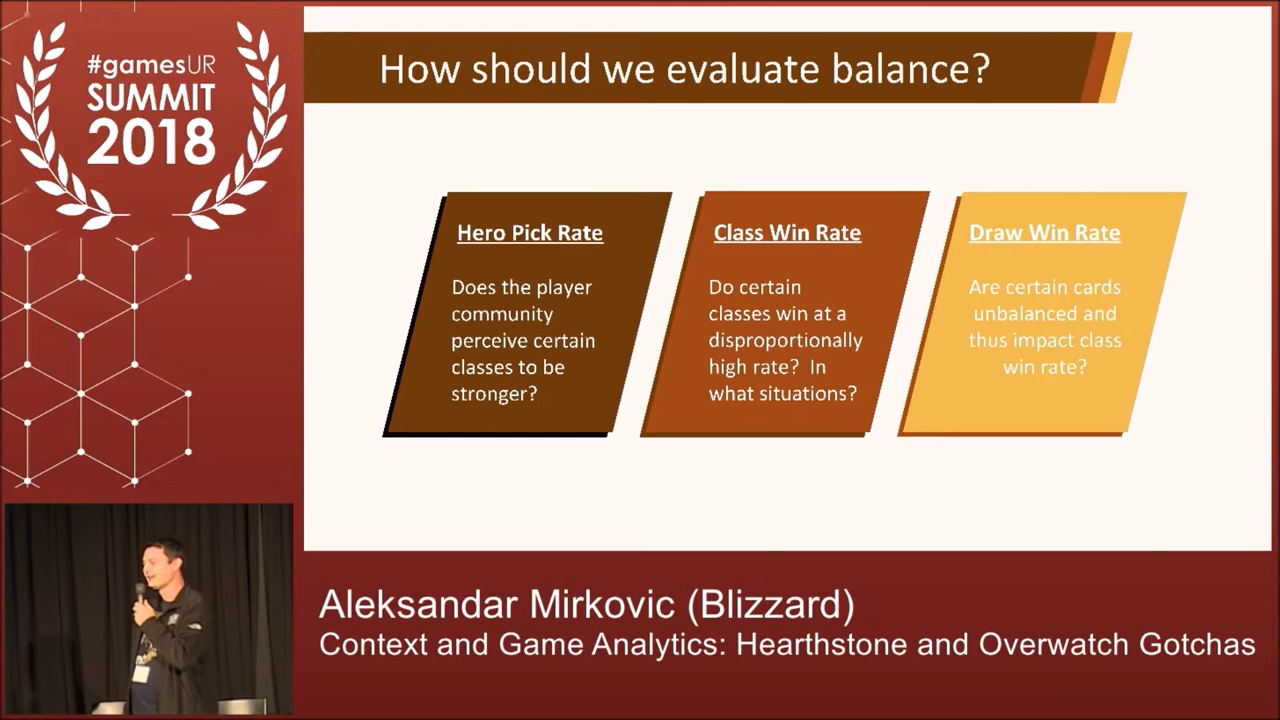 #gamesUR
SUMMIT
2018
How should we evaluate balance?
Hero Pick Rate
Does the player
community
perceive certain
classes to be
stronger?
Class Win Rate
Do certain
classes win at a
disproportionally
high rate? In
what situations?
Draw Win Rate
Are certain cards
unbalanced and
thus impact class
win rate?
Aleksandar Mirkovic (Blizzard)
Context and Game Analytics: Hearthstone and Overwatch Gotchas